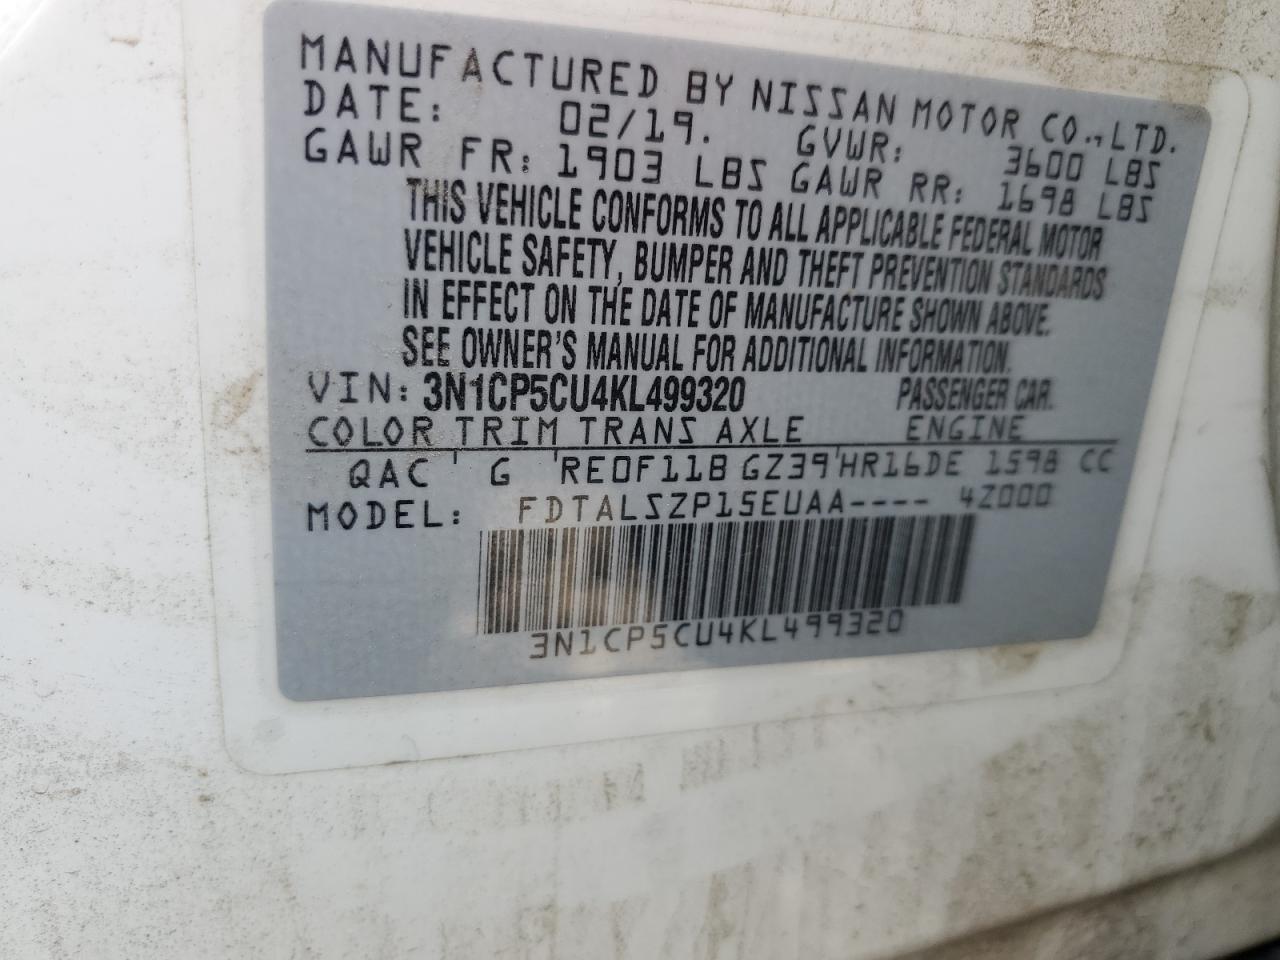 MANUFACTURED BY NISSAN MOTOR CO.,LTD.
DATE: 02/19. GVWR: 3600 LBS
GAWR FR: 1903 LBS GAWR RR: 1698 LBS
THIS VEHICLE CONFORMS TO ALL APPLICABLE FEDERAL MOTOR
VEHICLE SAFETY, BUMPER AND THEFT PREVENTION STANDARDS
IN EFFECT ON THE DATE OF MANUFACTURE SHOWN ABOVE.
SEE OWNER'S MANUAL FOR ADDITIONAL INFORMATION.
VIN: 3N1CP5CU4KL499320 PASSENGER CAR.
COLOR TRIM TRANS AXLE ENGINE
QAC ' G 'RE0F11B GZ39'HR16DE 1598 CC
MODEL: FDTALSZP15EUAA---- 4Z000
3N1CP5CU4KL499320